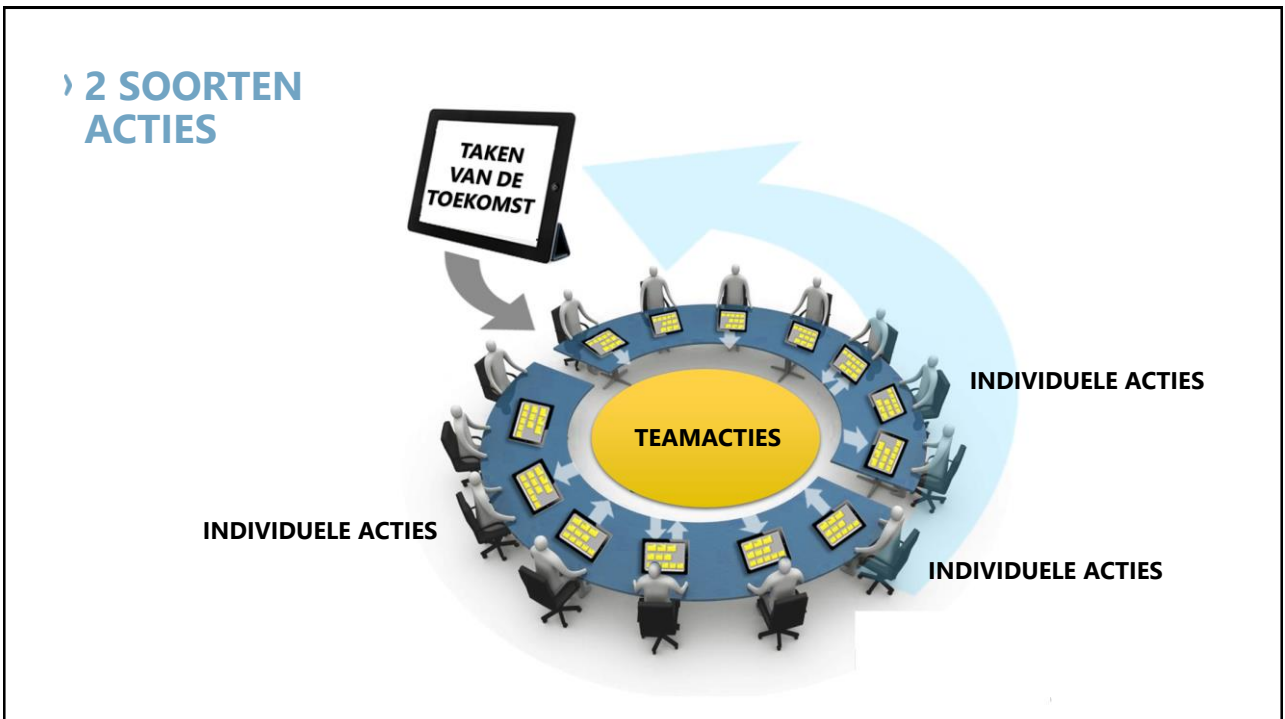 › 2 SOORTEN
ACTIES
TAKEN
VAN DE
TOEKOMST
INDIVIDUELE ACTIES
TEAMACTIES
INDIVIDUELE ACTIES
INDIVIDUELE ACTIES